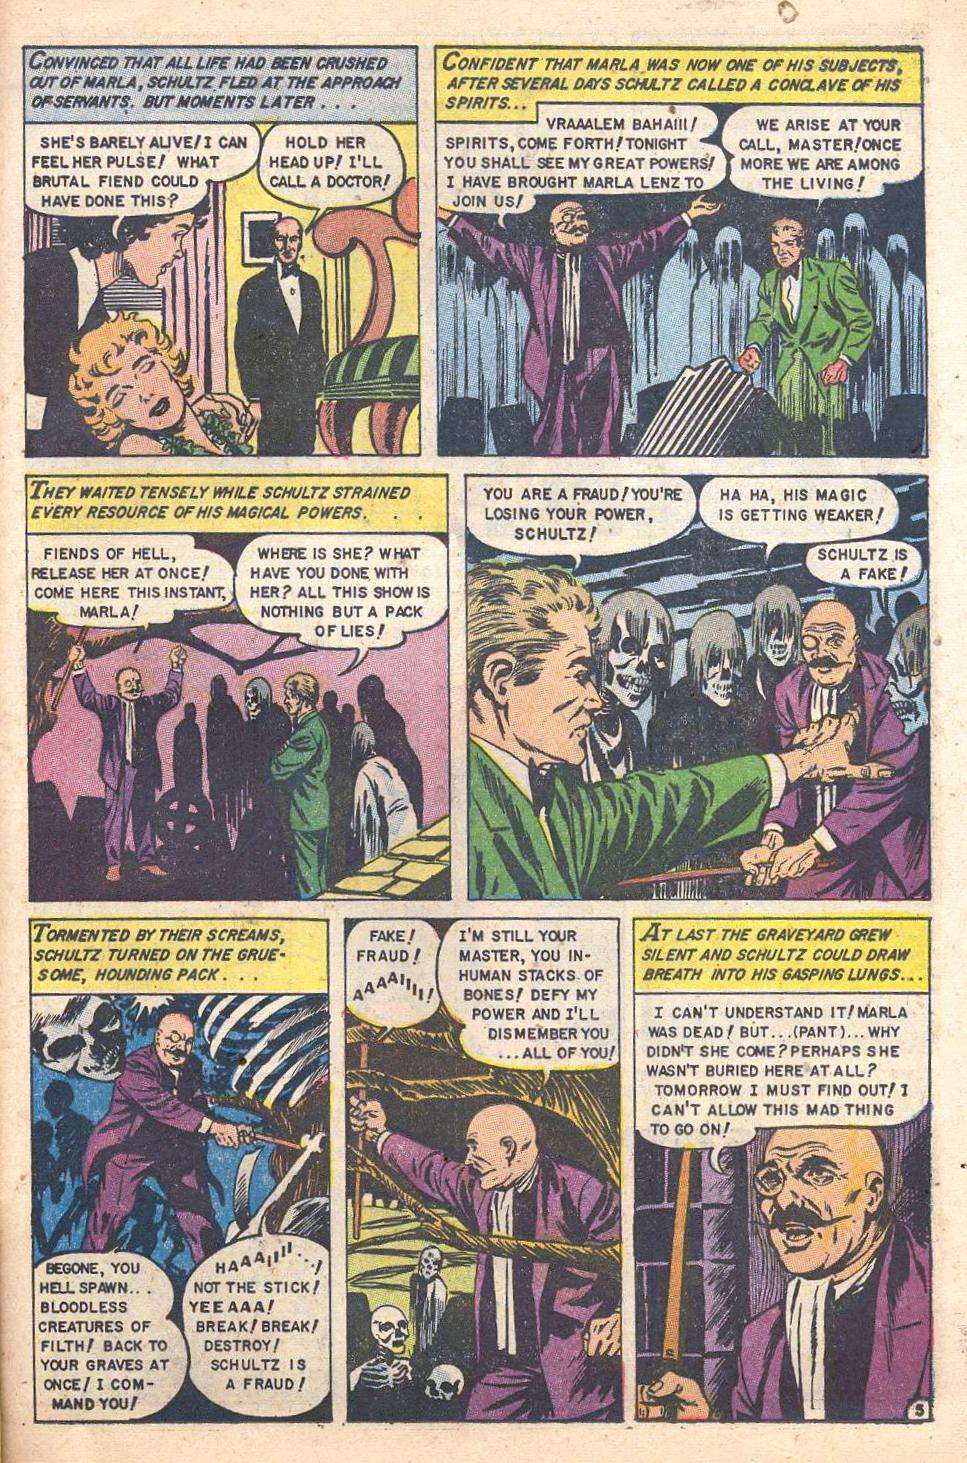 CONVINCED THAT ALL LIFE HAD BEEN CRUSHED
OUT OF MARLA, SCHULTZ FLED AT THE APPROACH
OF SERVANTS. BUT MOMENTS LATER...
SHE'S BARELY ALIVE! I CAN
FEEL HER PULSE! WHAT
BRUTAL FIEND COULD
HAVE DONE THIS?
HOLD HER
HEAD UP! I'LL
CALL A DOCTOR!
CONFIDENT THAT MARLA WAS NOW ONE OF HIS SUBJECTS,
AFTER SEVERAL DAYS SCHULTZ CALLED A CONCLAVE OF HIS
SPIRITS...
VRAAALEM BAHAIII!
SPIRITS, COME FORTH! TONIGHT
YOU SHALL SEE MY GREAT POWERS!
I HAVE BROUGHT MARLA LENZ TO
JOIN US!
WE ARISE AT YOUR
CALL, MASTER! ONCE
MORE WE ARE AMONG
THE LIVING!
THEY WAITED TENSELY WHILE SCHULTZ STRAINED
EVERY RESOURCE OF HIS MAGICAL POWERS. . . .
FIENDS OF HELL,
RELEASE HER AT ONCE!
COME HERE THIS INSTANT,
MARLA!
WHERE IS SHE? WHAT
HAVE YOU DONE WITH
HER? ALL THIS SHOW IS
NOTHING BUT A PACK
OF LIES!
YOU ARE A FRAUD! YOU'RE
LOSING YOUR POWER,
SCHULTZ!
HA HA, HIS MAGIC
IS GETTING WEAKER!
SCHULTZ IS
A FAKE!
TORMENTED BY THEIR SCREAMS,
SCHULTZ TURNED ON THE GRUE-
SOME, HOUNDING PACK...
BEGONE, YOU
HELL SPAWN...
BLOODLESS
CREATURES OF
FILTH! BACK TO
YOUR GRAVES AT
ONCE! I COM-
MAND YOU!
HAAAIIII...!
NOT THE STICK!
YEEAAA!
BREAK! BREAK!
DESTROY!
SCHULTZ IS
A FRAUD!
FAKE!
FRAUD!
AAAAIIII!
I'M STILL YOUR
MASTER, YOU IN-
HUMAN STACKS OF
BONES! DEFY MY
POWER AND I'LL
DISMEMBER YOU
...ALL OF YOU!
AT LAST THE GRAVEYARD GREW
SILENT AND SCHULTZ COULD DRAW
BREATH INTO HIS GASPING LUNGS...
I CAN'T UNDERSTAND IT! MARLA
WAS DEAD! BUT...(PANT)...WHY
DIDN'T SHE COME? PERHAPS SHE
WASN'T BURIED HERE AT ALL?
TOMORROW I MUST FIND OUT! I
CAN'T ALLOW THIS MAD THING
TO GO ON!
5